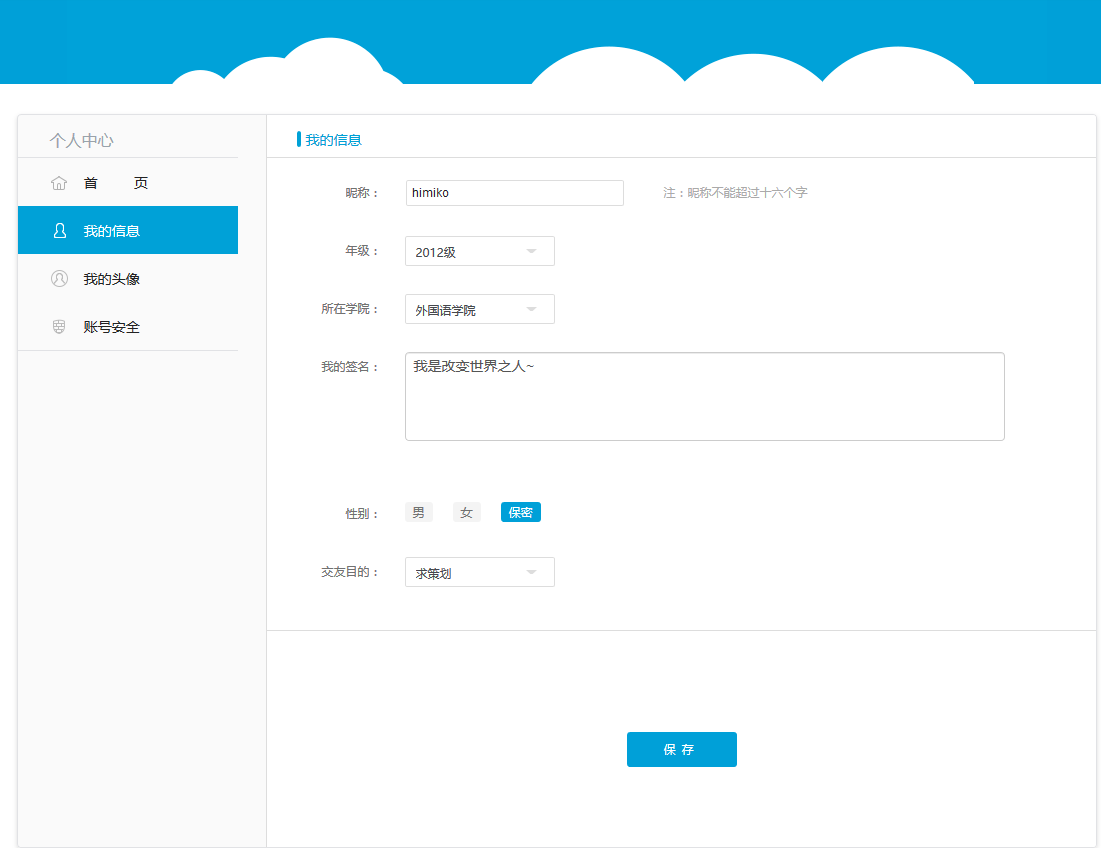 个人中心
首 页
我的信息
我的头像
账号安全
我的信息
昵称： himiko 注：昵称不能超过十六个字
年级： 2012级
所在学院： 外国语学院
我的签名： 我是改变世界之人~
性别： 男 女 保密
交友目的： 求策划
保 存